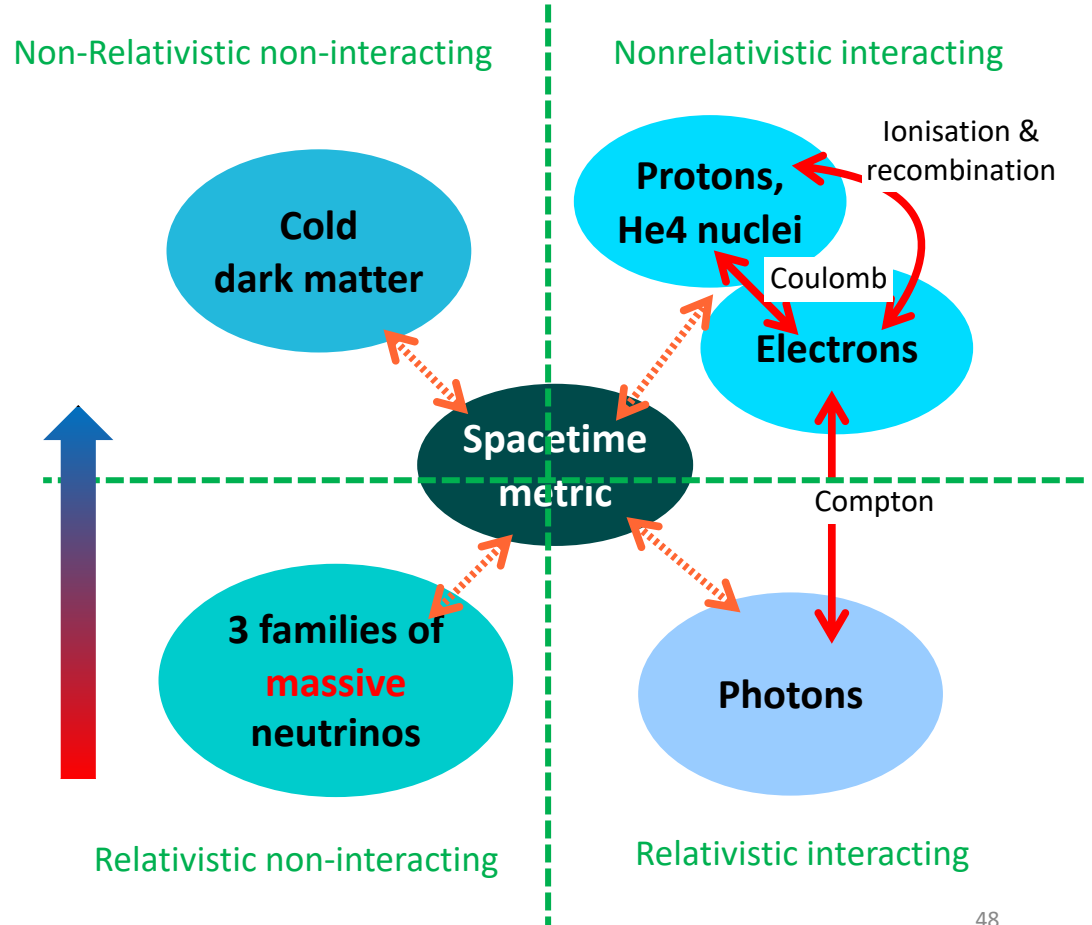 Non-Relativistic non-interacting
Nonrelativistic interacting
Ionisation &
recombination
Protons,
He4 nuclei
Cold
dark matter
Coulomb
Electrons
Spacetime
metric
Compton
3 families of
massive
neutrinos
Photons
Relativistic non-interacting
Relativistic interacting
48